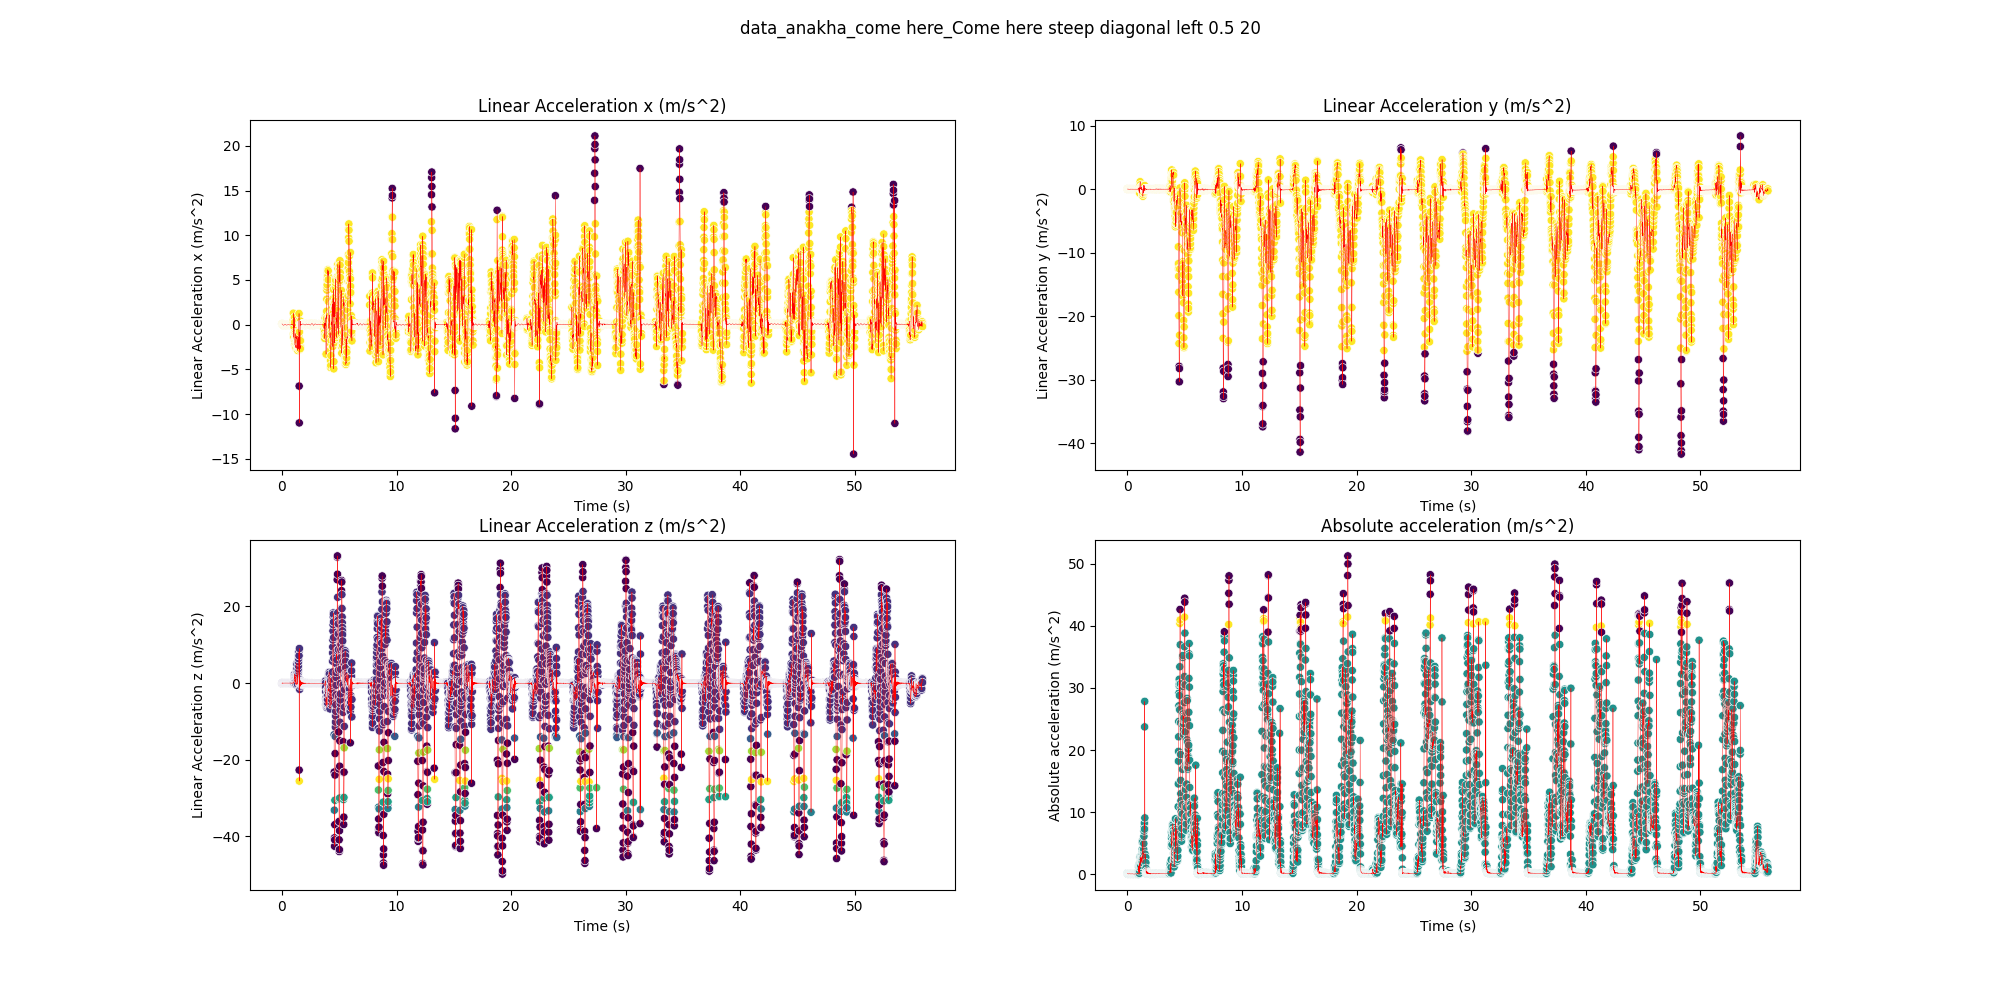 data_anakha_come here_Come here steep diagonal left 0.5 20
Linear Acceleration x (m/s^2)
Linear Acceleration x (m/s^2)
20
15
10
5
0
−5
−10
−15
0 10 20 30 40 50
Time (s)
Linear Acceleration y (m/s^2)
Linear Acceleration y (m/s^2)
10
0
−10
−20
−30
−40
0 10 20 30 40 50
Time (s)
Linear Acceleration z (m/s^2)
Linear Acceleration z (m/s^2)
20
0
−20
−40
0 10 20 30 40 50
Time (s)
Absolute acceleration (m/s^2)
Absolute acceleration (m/s^2)
50
40
30
20
10
0
0 10 20 30 40 50
Time (s)